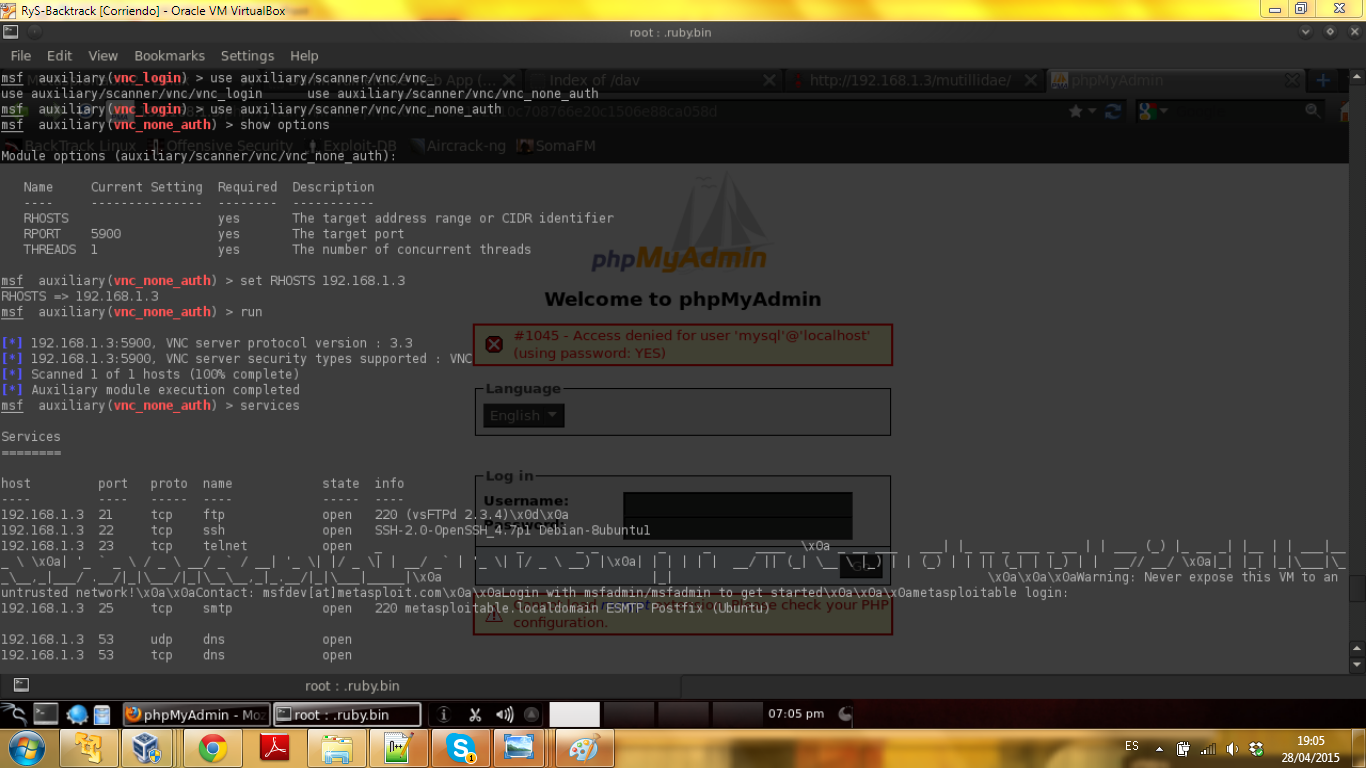 RyS-Backtrack [Corriendo] - Oracle VM VirtualBox
root : .ruby.bin
File Edit View Bookmarks Settings Help
msf auxiliary(vnc_login) > use auxiliary/scanner/vnc/vnc_
use auxiliary/scanner/vnc/vnc_login use auxiliary/scanner/vnc/vnc_none_auth
msf auxiliary(vnc_login) > use auxiliary/scanner/vnc/vnc_none_auth
msf auxiliary(vnc_none_auth) > show options
Index of /dav
http://192.168.1.3/mutillidae/
phpMyAdmin
BackTrack Linux Offensive Security Exploit-DB Aircrack-ng SomaFM
Module options (auxiliary/scanner/vnc/vnc_none_auth):
Name Current Setting Required Description
---- --------------- -------- -----------
RHOSTS yes The target address range or CIDR identifier
RPORT 5900 yes The target port
THREADS 1 yes The number of concurrent threads
msf auxiliary(vnc_none_auth) > set RHOSTS 192.168.1.3
RHOSTS => 192.168.1.3
msf auxiliary(vnc_none_auth) > run
[*] 192.168.1.3:5900, VNC server protocol version : 3.3
[*] 192.168.1.3:5900, VNC server security types supported : VNC
[*] Scanned 1 of 1 hosts (100% complete)
[*] Auxiliary module execution completed
msf auxiliary(vnc_none_auth) > services
Services
========
host port proto name state info
---- ---- ----- ---- ----- ----
192.168.1.3 21 tcp ftp open 220 (vsFTPd 2.3.4)\x0d\x0a
192.168.1.3 22 tcp ssh open SSH-2.0-OpenSSH_4.7p1 Debian-8ubuntu1
192.168.1.3 23 tcp telnet open
\x0a\x0a\x0aWarning: Never expose this VM to an
untrusted network!\x0a\x0aContact: msfdev[at]metasploit.com\x0a\x0aLogin with msfadmin/msfadmin to get started\x0a\x0a\x0ametasploitable login:
192.168.1.3 25 tcp smtp open 220 metasploitable.localdomain ESMTP Postfix (Ubuntu)
192.168.1.3 53 udp dns open
192.168.1.3 53 tcp dns open
phpMyAdmin
Welcome to phpMyAdmin
#1045 - Access denied for user 'mysql'@'localhost'
(using password: YES)
Language
English
Log in
Username:
Password:
check your PHP
configuration.
root : .ruby.bin
phpMyAdmin - Moz
root : .ruby.bin
07:05 pm
ES
19:05
28/04/2015